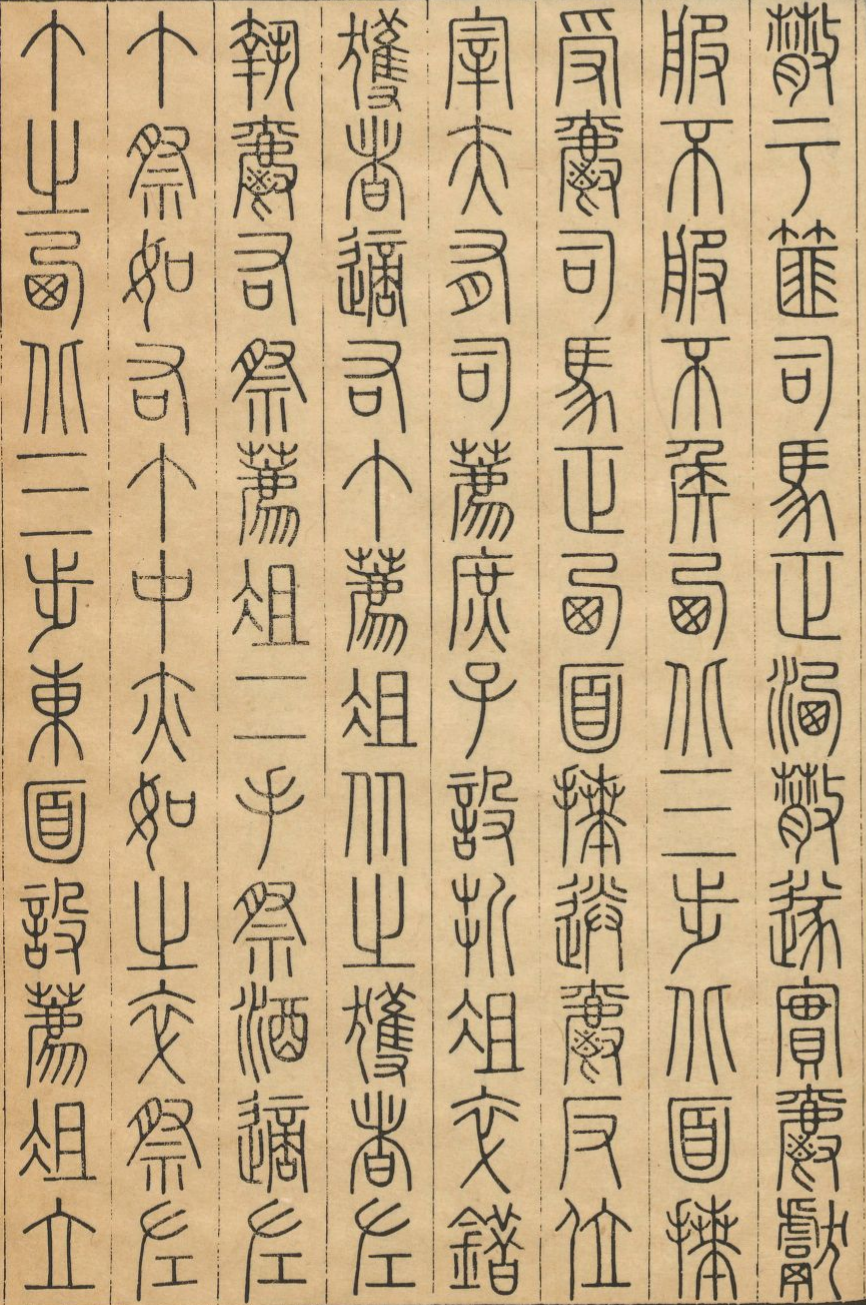 散于篚司馬正洗散遂實爵獻
服不服不侯西北三步北面拜
受爵司馬正西面拜送爵反位
宰夫有司薦庶子設折俎卒錯
獲者適右个薦俎从之獲者左
執爵右祭薦俎二手祭酒適左
个祭如右个中亦如之卒祭左
个之西北三步東面設薦俎立